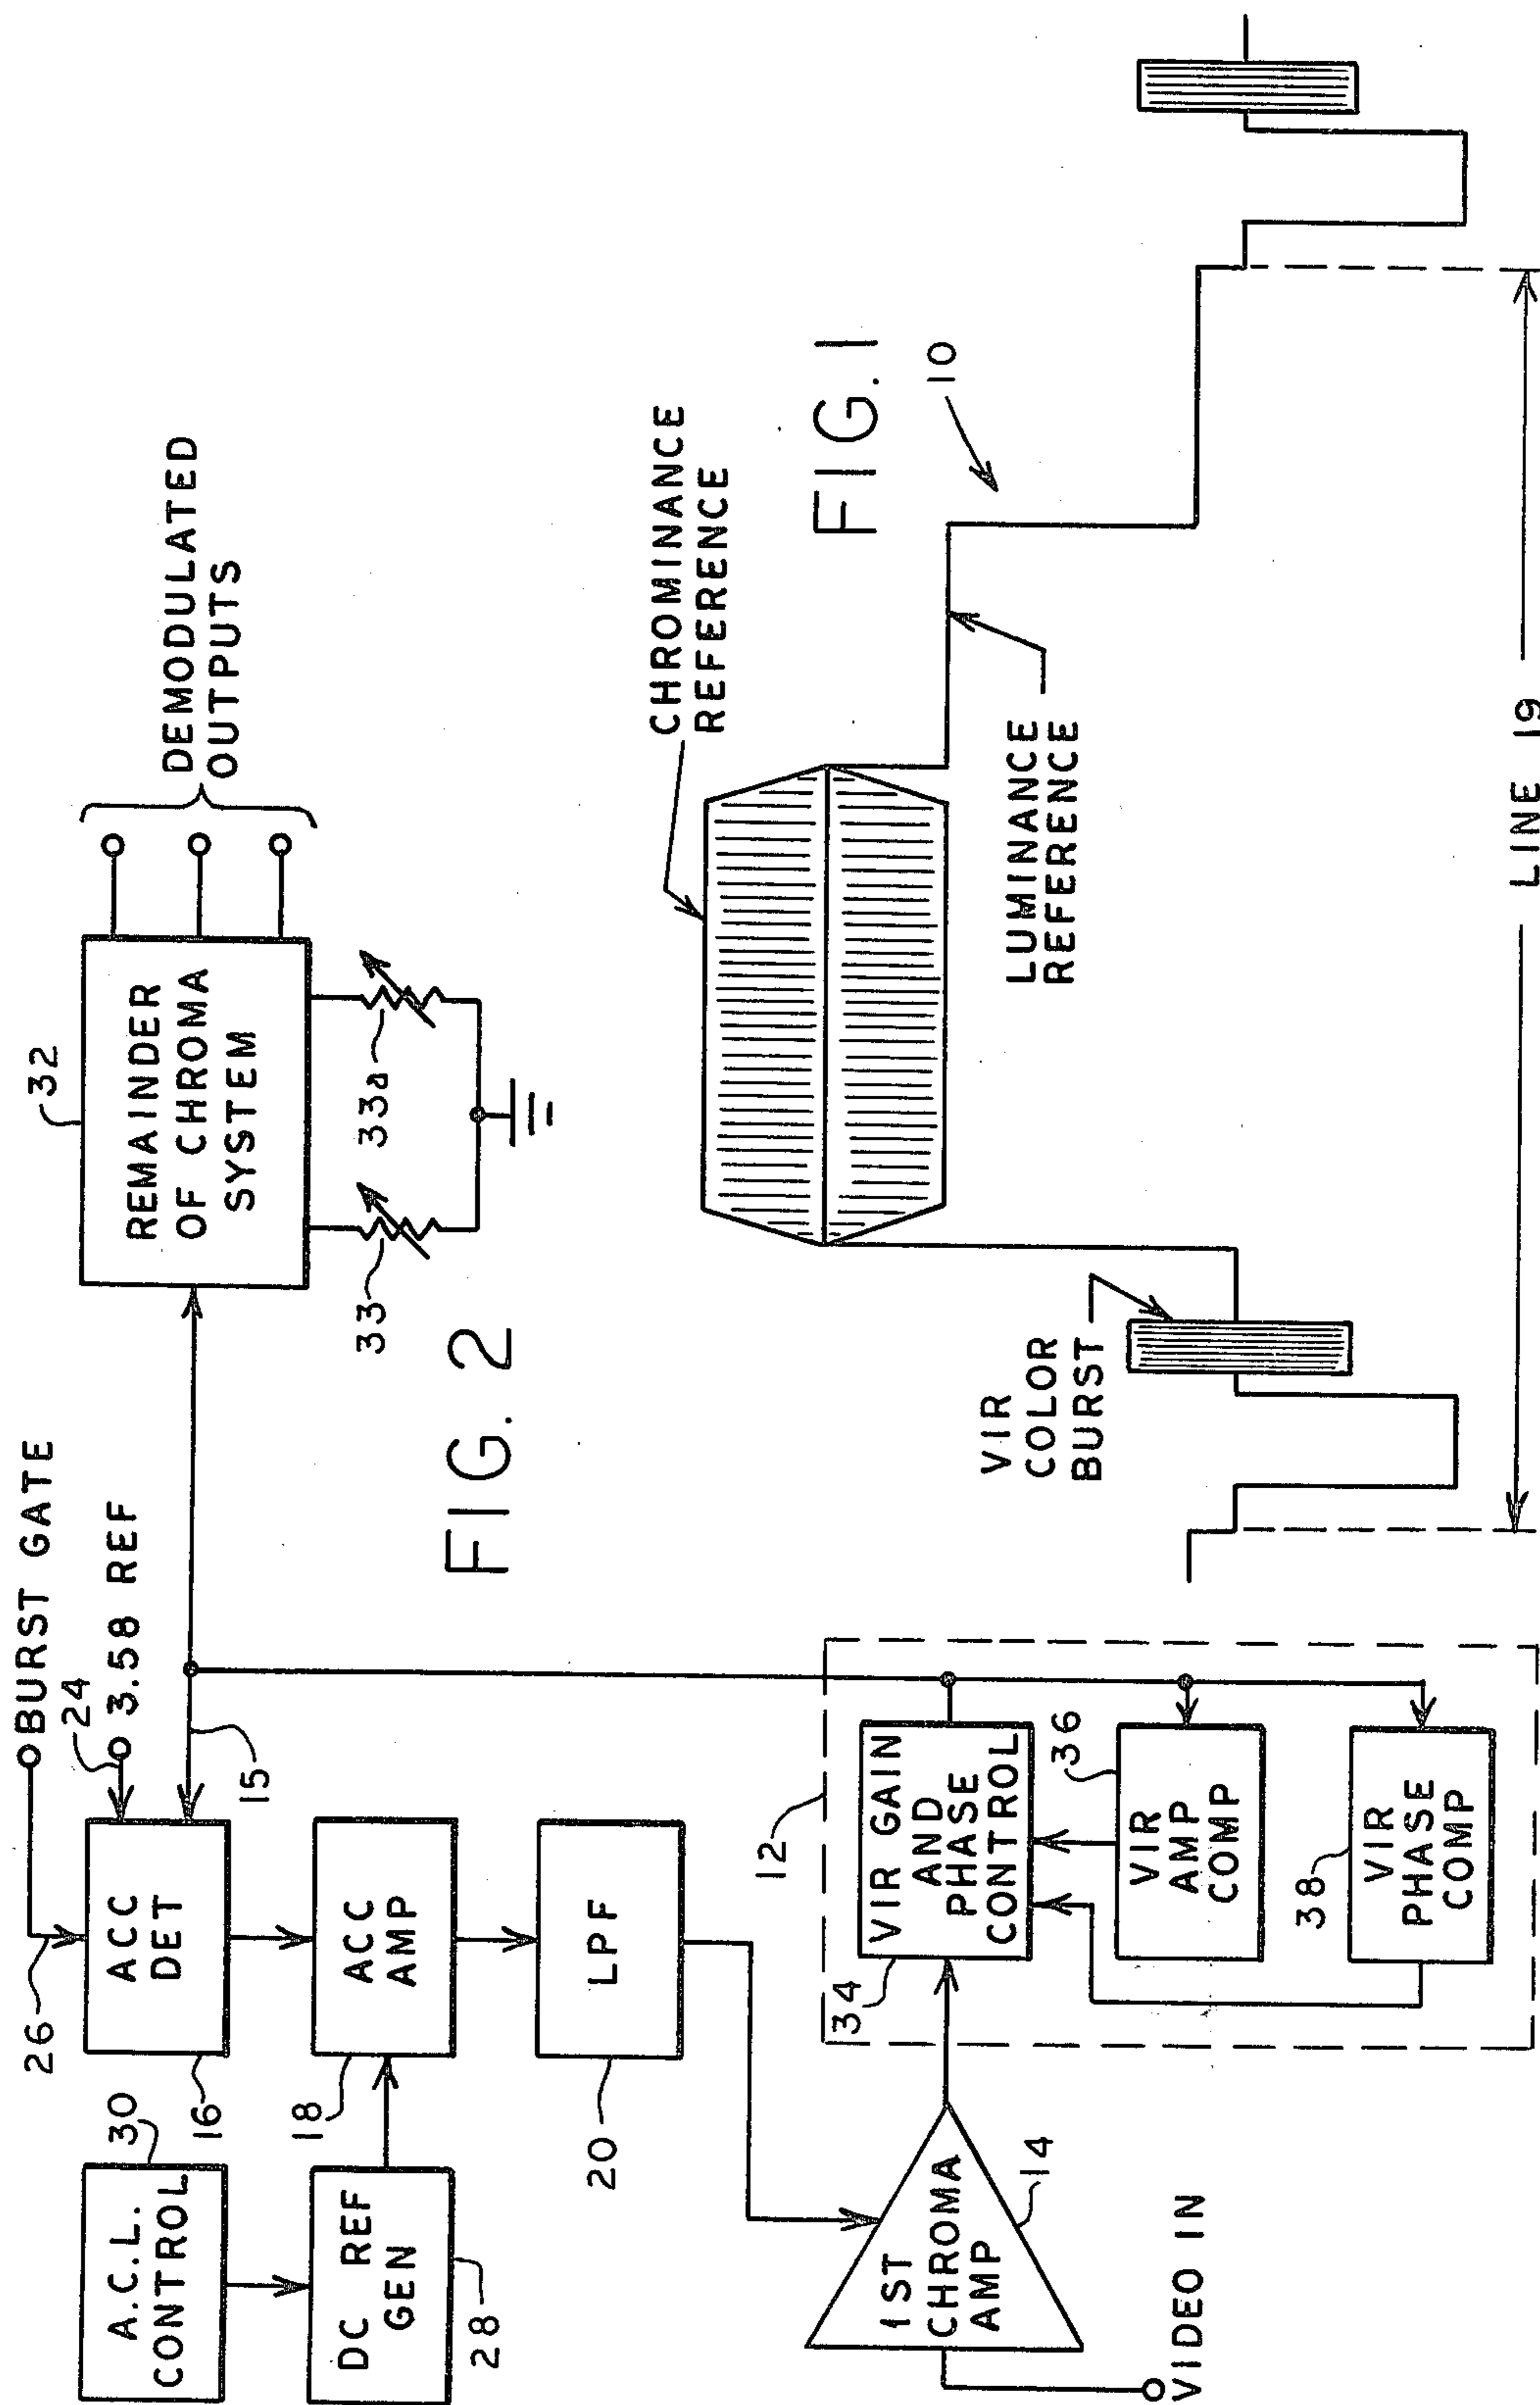 BURST GATE
24
3.58 REF
26
15
A.C.L.
CONTROL
30
ACC
DET
16
32
REMAINDER
OF CHROMA
SYSTEM
DEMODULATED
OUTPUTS
33
33a
DC REF
GEN
28
ACC
AMP
18
LPF
20
FIG. 2
1ST
CHROMA
AMP
14
VIDEO IN
12
VIR GAIN
AND
PHASE
CONTROL
34
VIR
AMP
COMP
36
VIR
PHASE
COMP
38
CHROMINANCE
REFERENCE
FIG. 1
10
LUMINANCE
REFERENCE
VIR
COLOR
BURST
LINE 19